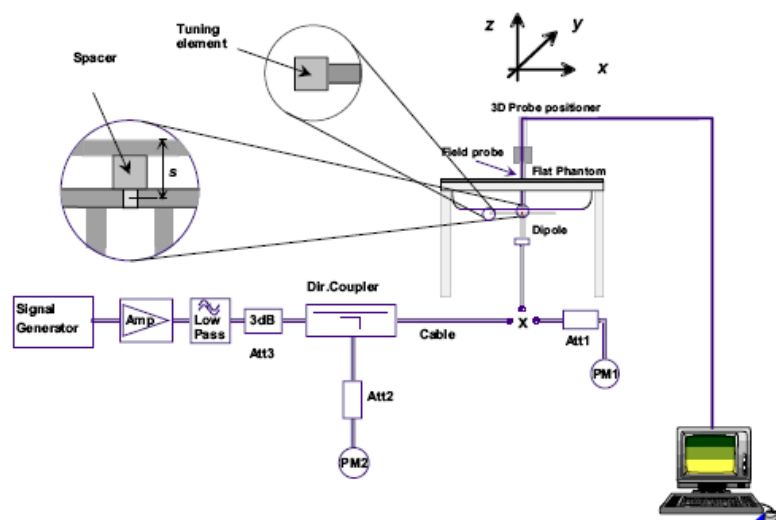 Tuning
element
z
y
x
Spacer
3D Probe positioner
s
Field probe
Flat Phantom
Dipole
Dir.Coupler
Signal
Generator
Amp
Low
Pass
3dB
Cable
x
Att1
Att3
PM1
Att2
PM2